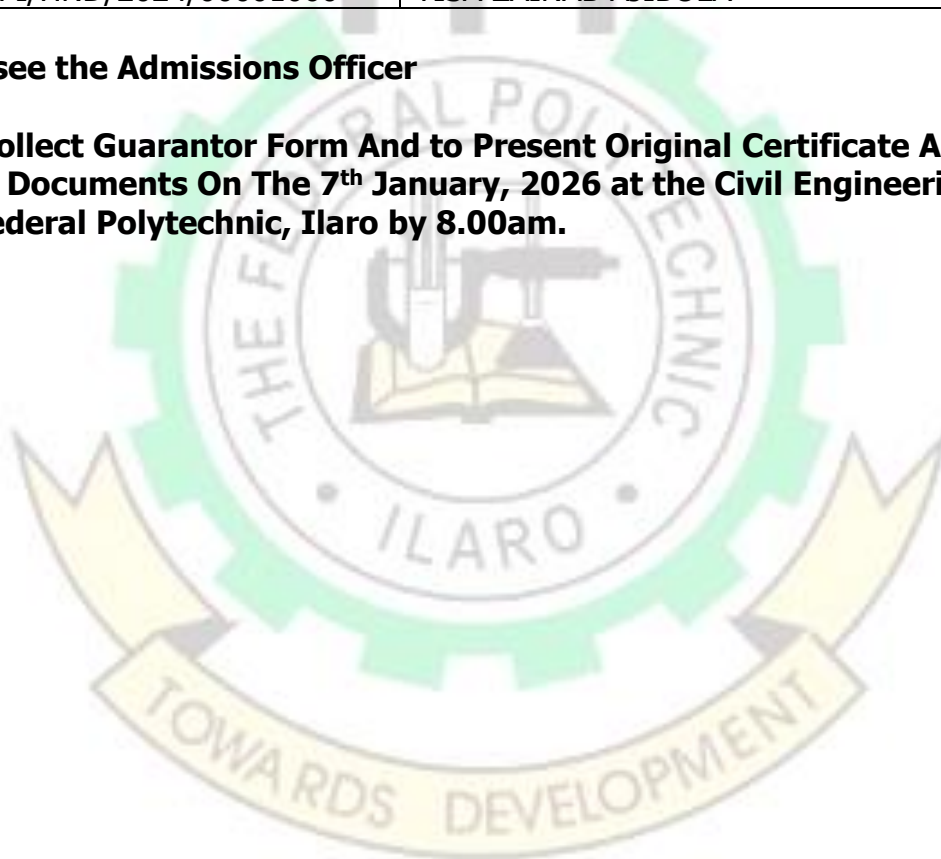 see the Admissions Officer
ollect Guarantor Form And to Present Original Certificate A
Documents On The 7th January, 2026 at the Civil Engineeri
ederal Polytechnic, Ilaro by 8.00am.
THE FEDERAL POLYTECHNIC
ILARO
TOWARDS DEVELOPMENT